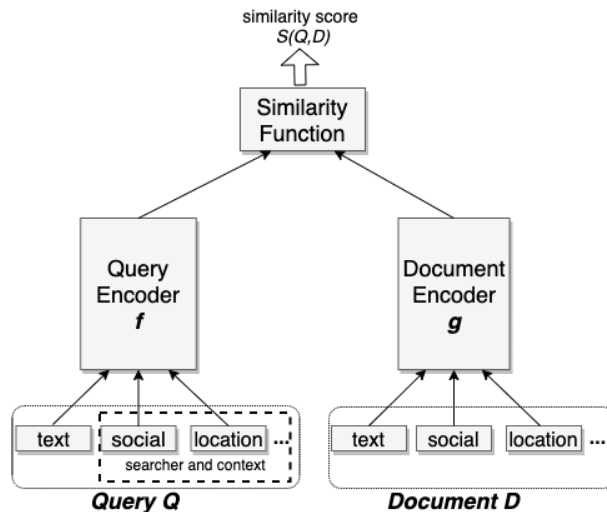 similarity score
S(Q,D)
Similarity
Function
Query
Encoder
f
Document
Encoder
g
text
social
location
...
searcher and context
Query Q
text
social
location
...
Document D